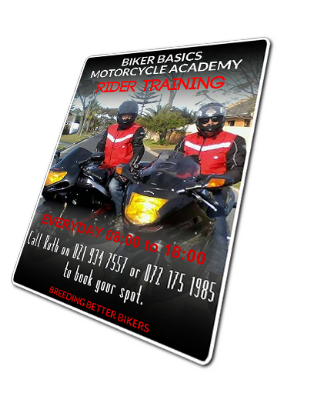 BIKER BASICS
MOTORCYCLE ACADEMY
RIDER TRAINING
EVERYDAY 08:00 to 18:00
Call Ruth on 021 934 7557 or 072 175 1985
to book your spot.
BREEDING BETTER BIKERS